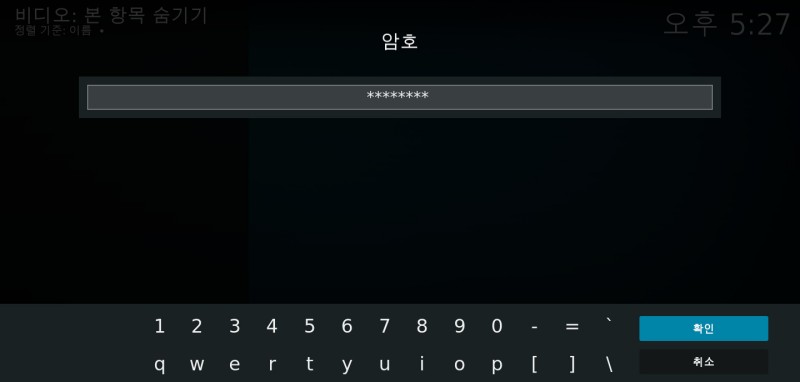 비디오: 본 항목 숨기기
정렬 기준: 이름 •
오후 5:27
암호
********
1 2 3 4 5 6 7 8 9 0 - = `
확인
q w e r t y u i o p [ ] \
취소